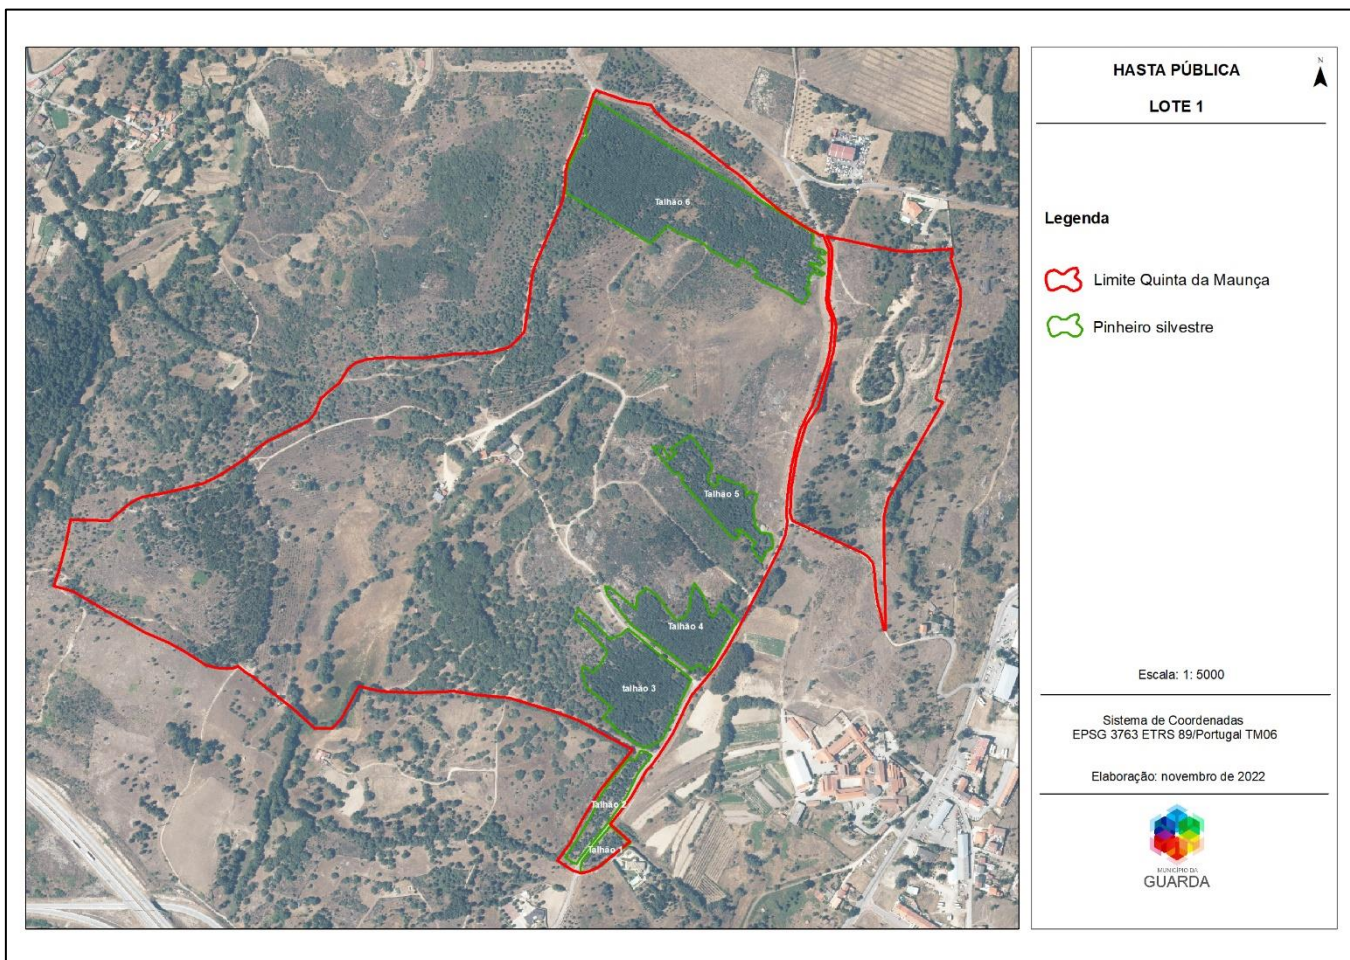 HASTA PÚBLICA
N
LOTE 1
Legenda
Limite Quinta da Maunça
Pinheiro silvestre
Talhão 6
Talhão 5
Talhão 4
talhão 3
Talhão 2
Talhão 1
Escala: 1: 5000
Sistema de Coordenadas
EPSG 3763 ETRS 89/Portugal TM06
Elaboração: novembro de 2022
MUNICÍPIO DA
GUARDA